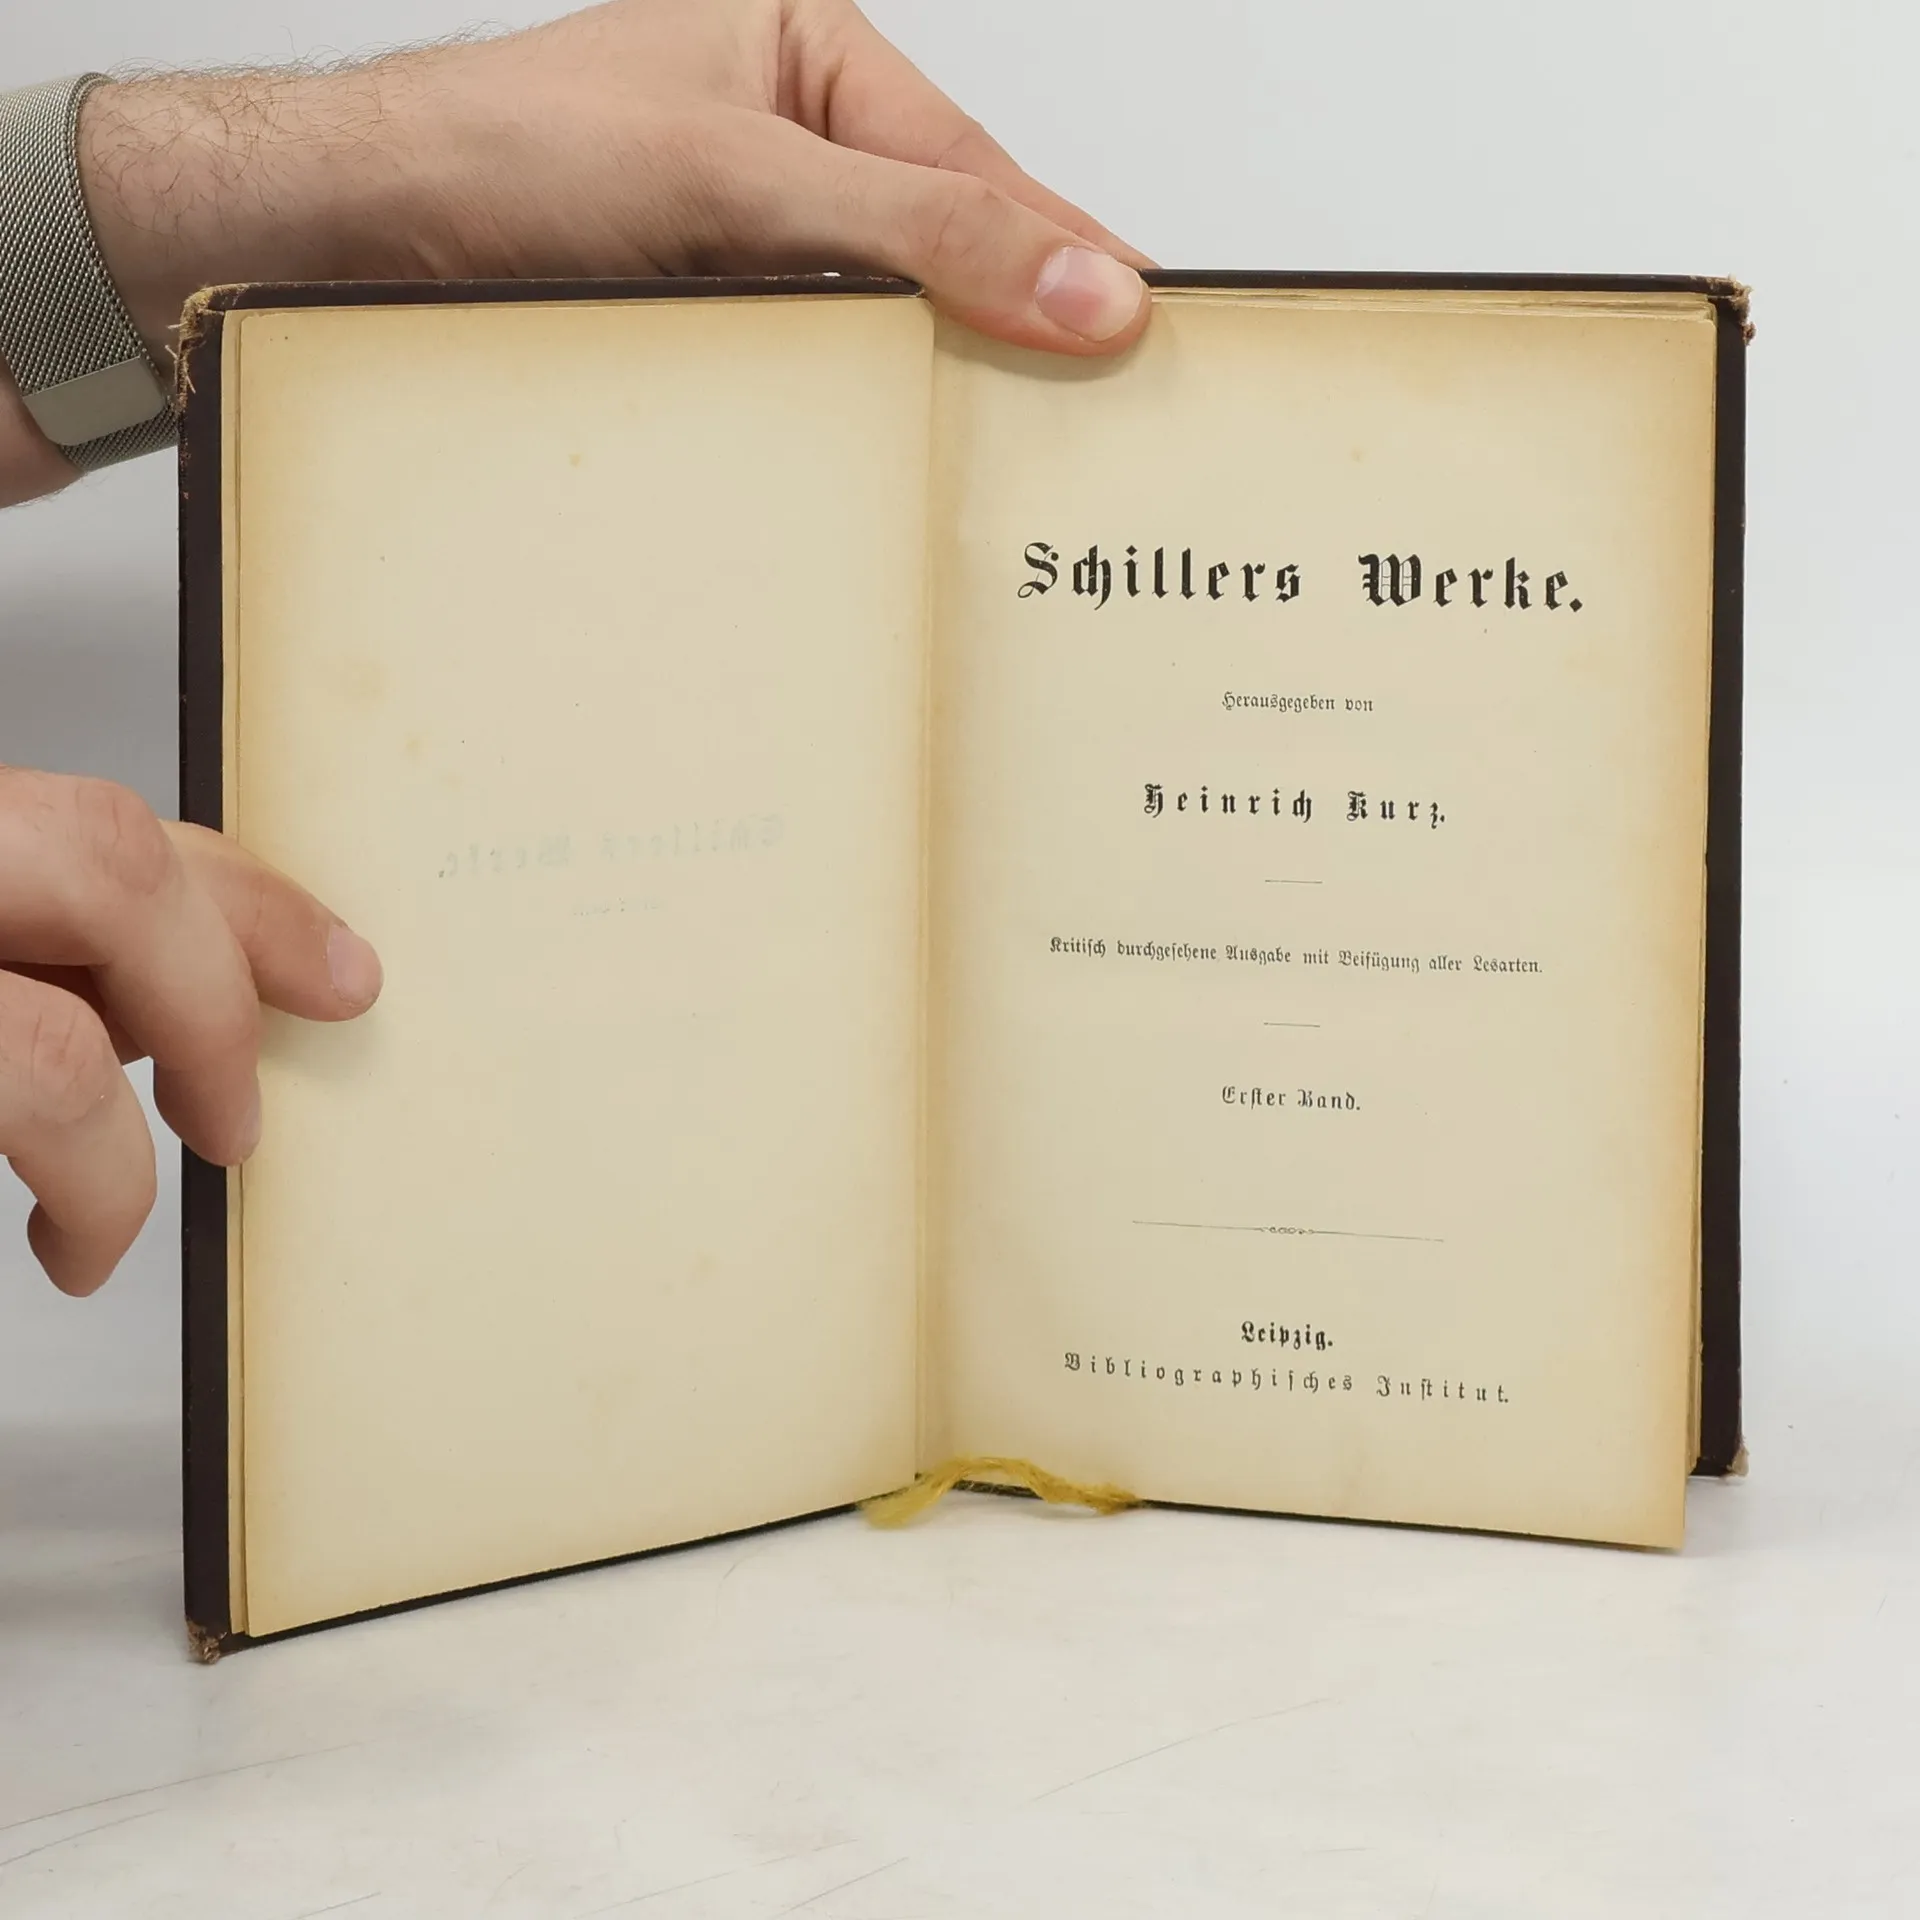 Schillers Werke.
Herausgegeben von
Heinrich Kurz.
Kritisch durchgesehene Ausgabe mit Beifügung aller Lesarten.
Erster Band.
Leipzig.
Bibliographisches Institut.